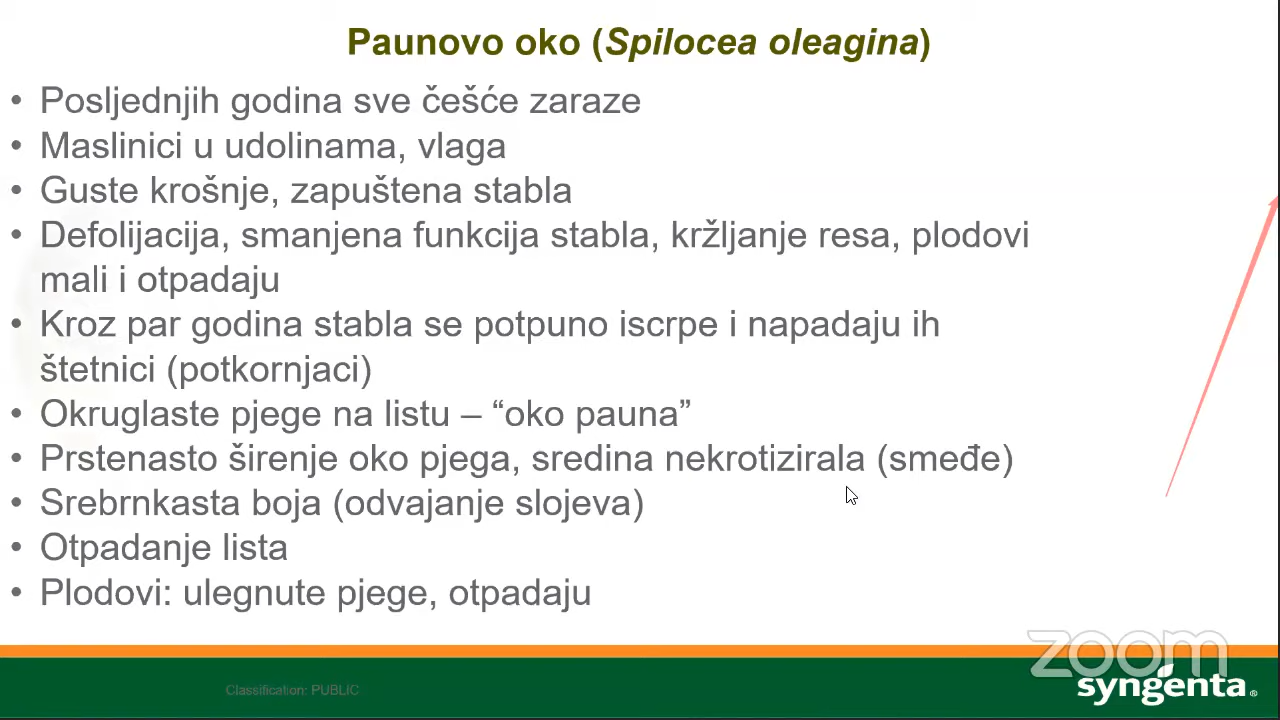 Paunovo oko (Spilocea oleagina)
• Posljednjih godina sve češće zaraze
• Maslinici u udolinama, vlaga
• Guste krošnje, zapuštena stabla
• Defolijacija, smanjena funkcija stabla, kržljanje resa, plodovi
mali i otpadaju
• Kroz par godina stabla se potpuno iscrpe i napadaju ih
štetnici (potkornjaci)
• Okruglaste pjege na listu – “oko pauna”
• Prstenasto širenje oko pjega, sredina nekrotizirala (smeđe)
• Srebrnkasta boja (odvajanje slojeva)
• Otpadanje lista
• Plodovi: ulegnute pjege, otpadaju
zoom
Classification: PUBLIC
syngenta®